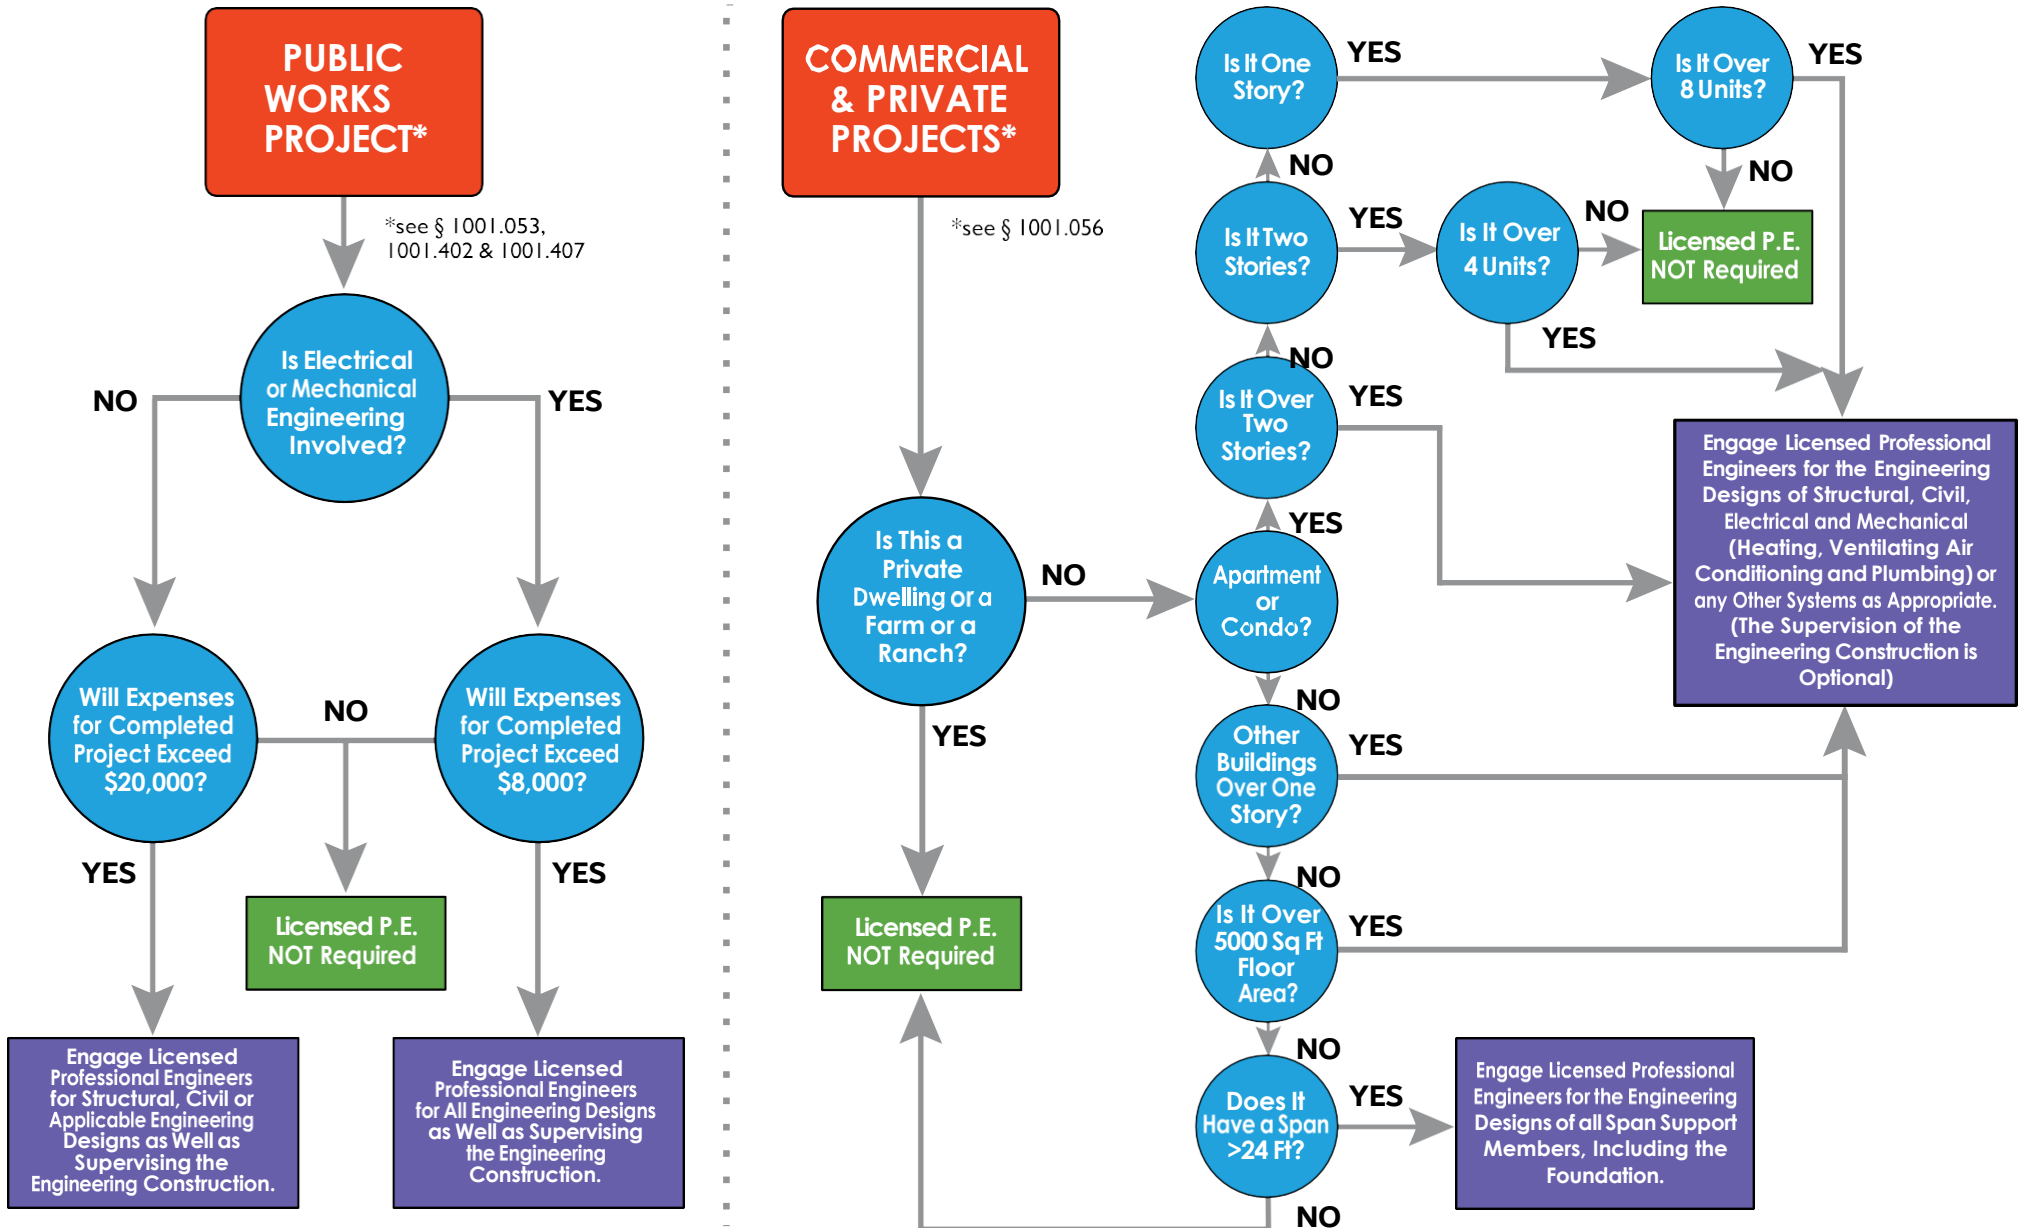 PUBLIC
WORKS
PROJECT*
*see § 1001.053,
1001.402 & 1001.407
Is Electrical
or Mechanical
Engineering
Involved?
NO
YES
Will Expenses
for Completed
Project Exceed
$20,000?
NO
Will Expenses
for Completed
Project Exceed
$8,000?
YES
YES
Licensed P.E.
NOT Required
Engage Licensed
Professional Engineers
for Structural, Civil or
Applicable Engineering
Designs as Well as
Supervising the
Engineering Construction.
Engage Licensed
Professional Engineers
for All Engineering Designs
as Well as Supervising
the Engineering
Construction.
COMMERCIAL
& PRIVATE
PROJECTS*
*see § 1001.056
Is This a
Private
Dwelling or a
Farm or a
Ranch?
NO
YES
Licensed P.E.
NOT Required
Is It One
Story?
YES
Is It Over
8 Units?
YES
NO
NO
Is It Two
Stories?
YES
Is It Over
4 Units?
NO
Licensed P.E.
NOT Required
YES
NO
Is It Over
Two
Stories?
YES
YES
Apartment
or
Condo?
NO
Other
Buildings
Over One
Story?
YES
NO
Is It Over
5000 Sq Ft
Floor
Area?
YES
NO
Does It
Have a Span
>24 Ft?
YES
NO
Engage Licensed Professional
Engineers for the Engineering
Designs of Structural, Civil,
Electrical and Mechanical
(Heating, Ventilating Air
Conditioning and Plumbing) or
any Other Systems as Appropriate.
(The Supervision of the
Engineering Construction is
Optional)
Engage Licensed Professional
Engineers for the Engineering
Designs of all Span Support
Members, Including the
Foundation.